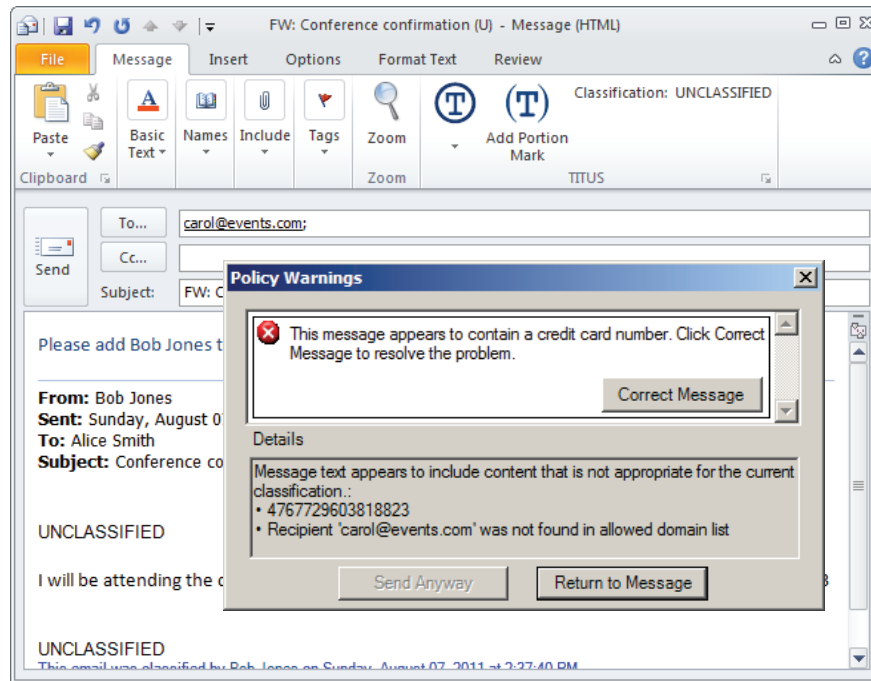 FW: Conference confirmation (U) - Message (HTML)
File Message Insert Options Format Text Review
Paste
Basic Text
Names
Include
Tags
Zoom
Add Portion Mark
Classification: UNCLASSIFIED
Clipboard
Zoom
TITUS
Send
To...
carol@events.com;
Cc...
Subject:
FW: C
Please add Bob Jones t
From: Bob Jones
Sent: Sunday, August 0
To: Alice Smith
Subject: Conference co
UNCLASSIFIED
I will be attending the c
UNCLASSIFIED
This email was classified by Bob Jones on Sunday, August 07, 2011 at 2:37:40 PM
Policy Warnings
This message appears to contain a credit card number. Click Correct
Message to resolve the problem.
Correct Message
Details
Message text appears to include content that is not appropriate for the current
classification.:
• 4767729603818823
• Recipient 'carol@events.com' was not found in allowed domain list
Send Anyway
Return to Message